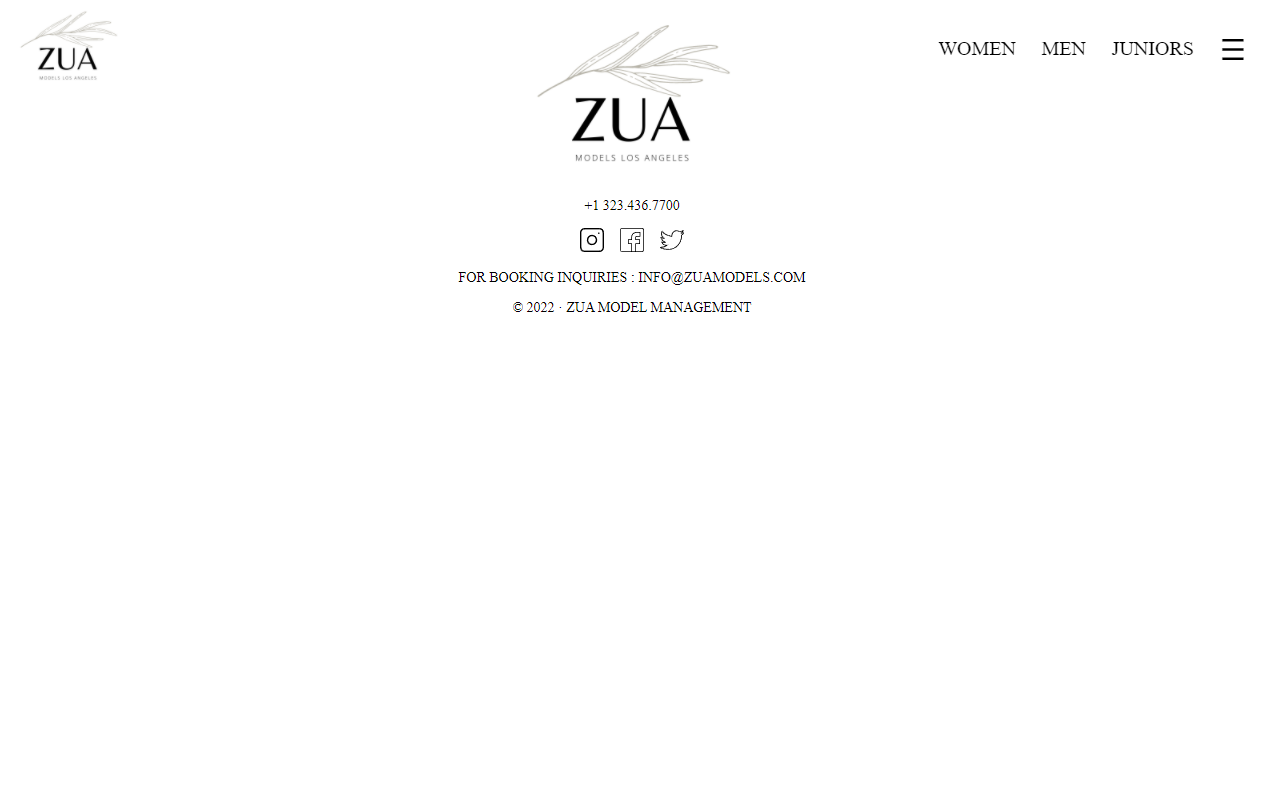 ZUA
MODELS LOS ANGELES
WOMEN MEN JUNIORS
ZUA
MODELS LOS ANGELES
+1 323.436.7700
FOR BOOKING INQUIRIES : INFO@ZUAMODELS.COM
© 2022 · ZUA MODEL MANAGEMENT